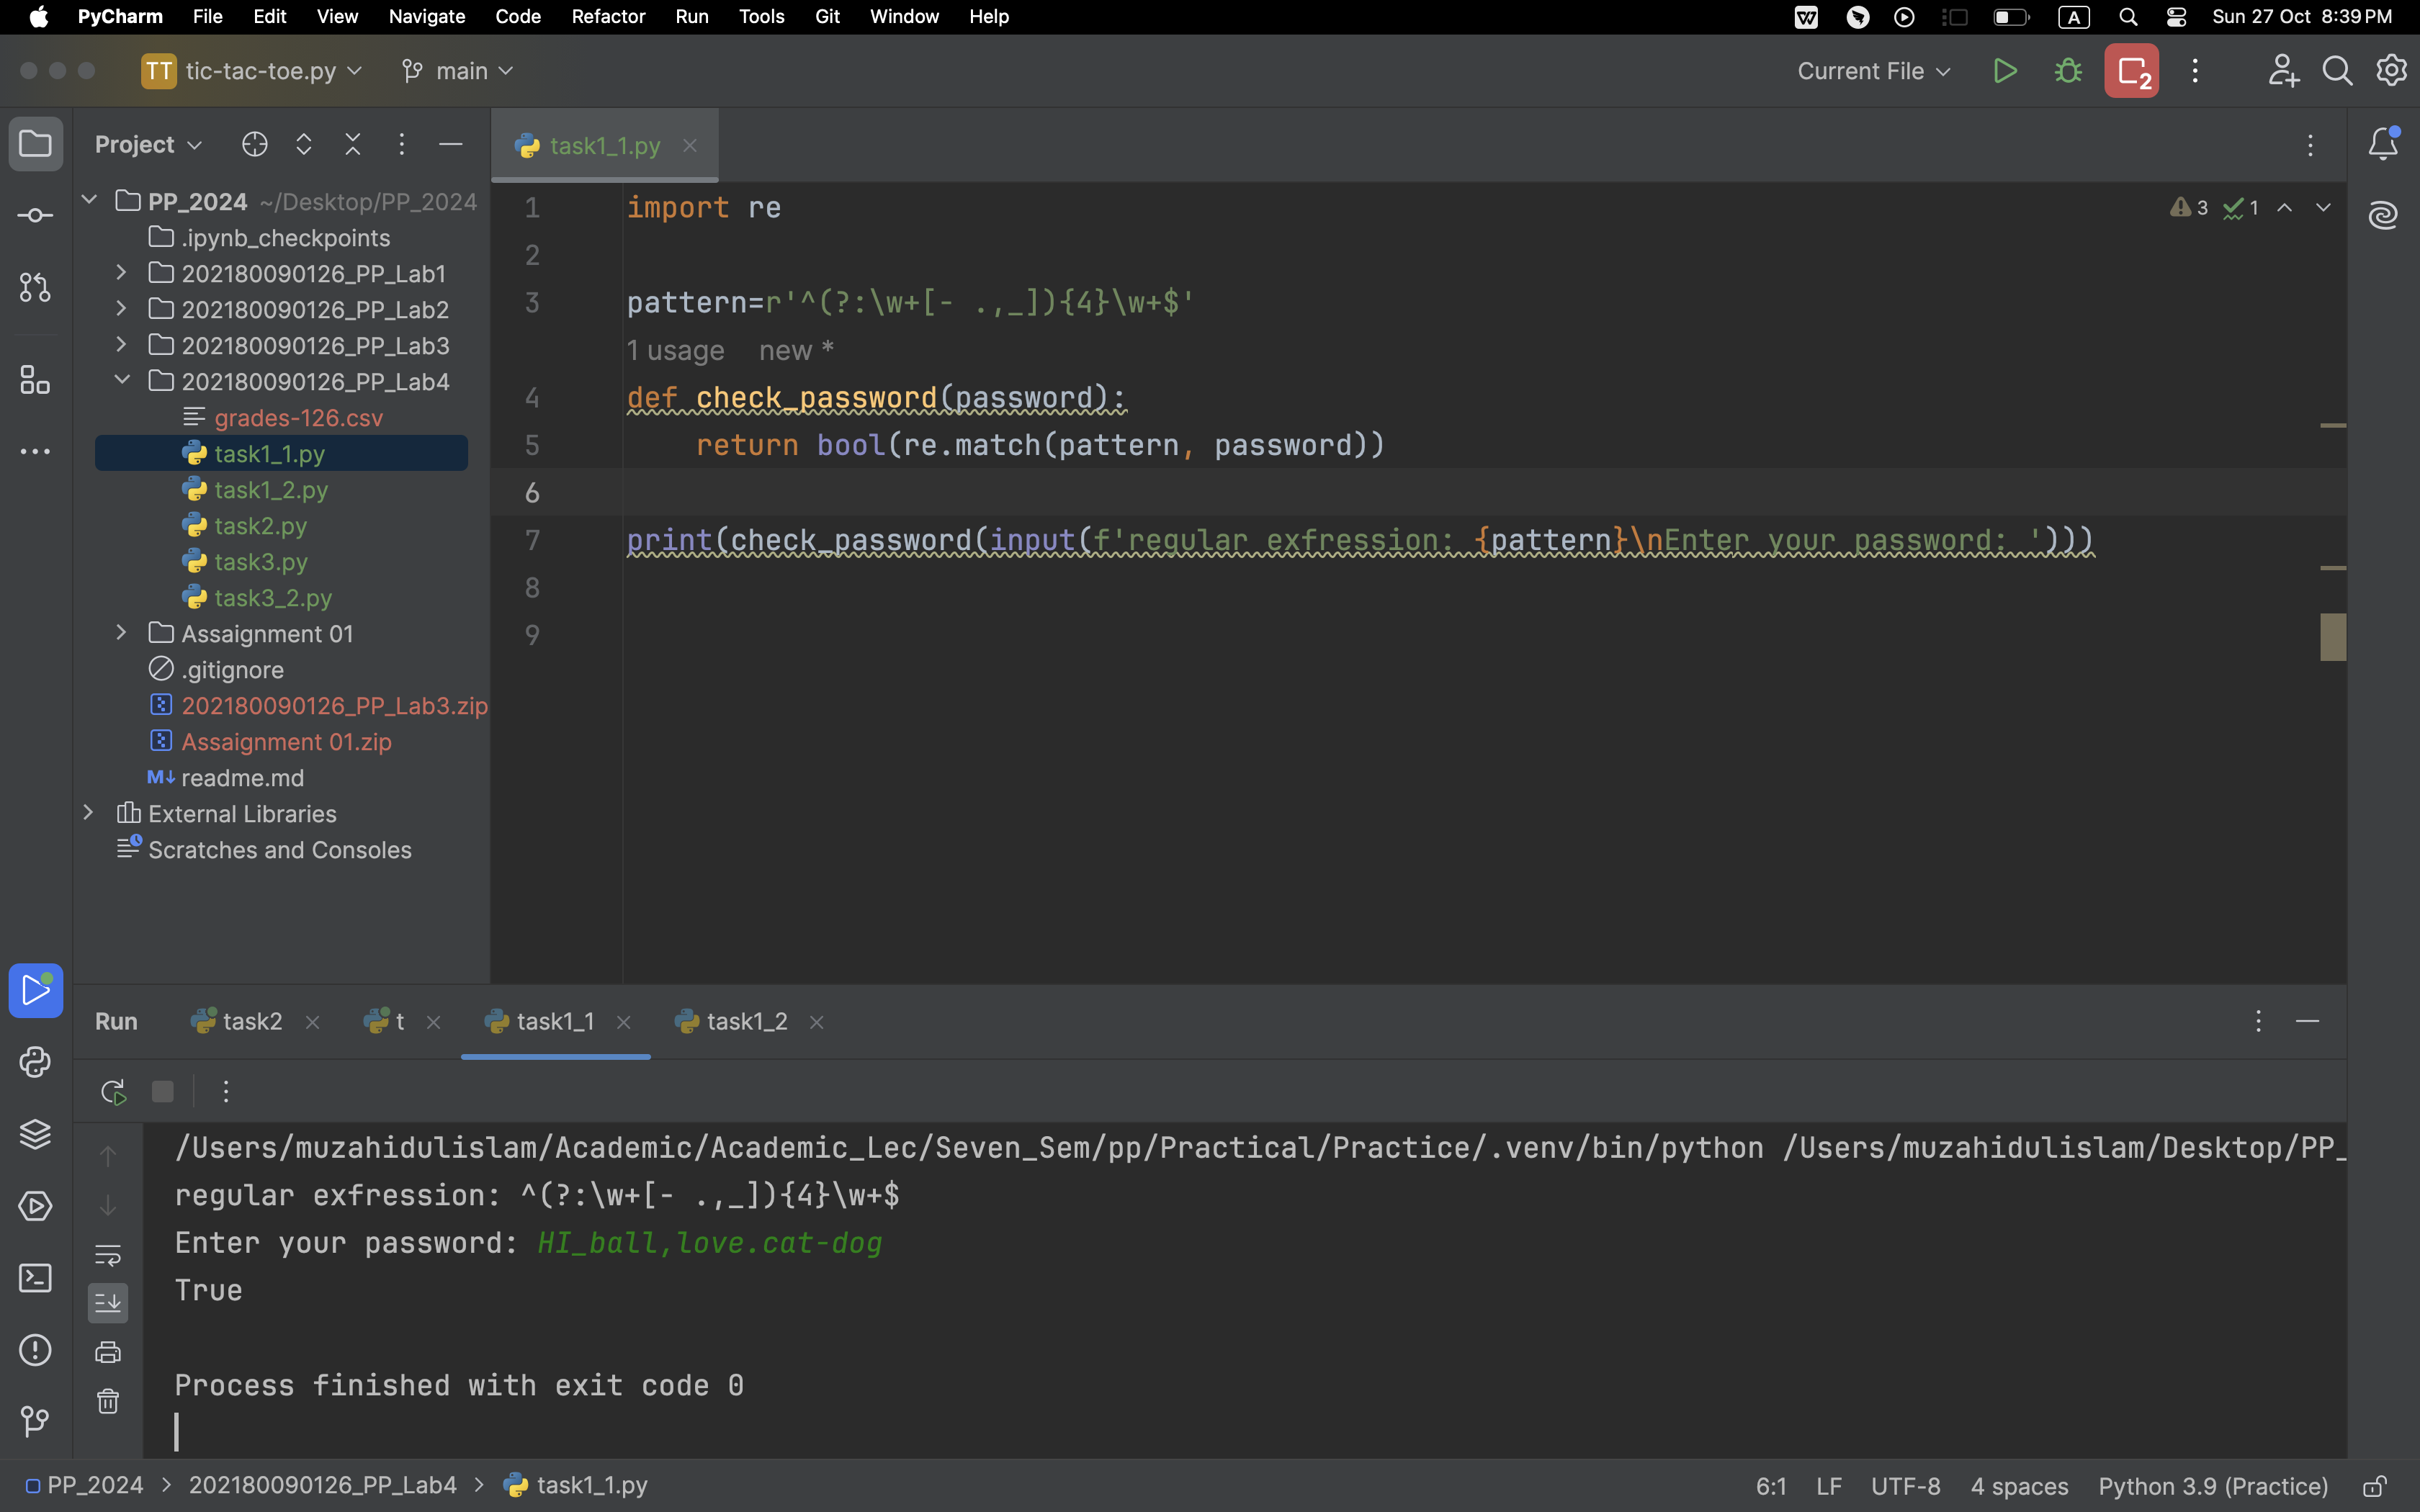 PyCharm File Edit View Navigate Code Refactor Run Tools Git Window Help A Sun 27 Oct 8:39 PM
TT tic-tac-toe.py main Current File 2
Project
PP_2024 ~/Desktop/PP_2024
.ipynb_checkpoints
202180090126_PP_Lab1
202180090126_PP_Lab2
202180090126_PP_Lab3
202180090126_PP_Lab4
grades-126.csv
task1_1.py
task1_2.py
task2.py
task3.py
task3_2.py
Assaignment 01
.gitignore
202180090126_PP_Lab3.zip
Assaignment 01.zip
M↓ readme.md
External Libraries
Scratches and Consoles
task1_1.py
3 1
1 import re
2
3 pattern=r'^(?:\w+[- .,_]){4}\w+$'
1 usage new *
4 def check_password(password):
5 return bool(re.match(pattern, password))
6
7 print(check_password(input(f'regular exfression: {pattern}\nEnter your password: ')))
8
9
Run task2 t task1_1 task1_2
/Users/muzahidulislam/Academic/Academic_Lec/Seven_Sem/pp/Practical/Practice/.venv/bin/python /Users/muzahidulislam/Desktop/PP_
regular exfression: ^(?:\w+[- .,_]){4}\w+$
Enter your password: HI_ball,love.cat-dog
True
Process finished with exit code 0
PP_2024 > 202180090126_PP_Lab4 > task1_1.py 6:1 LF UTF-8 4 spaces Python 3.9 (Practice)